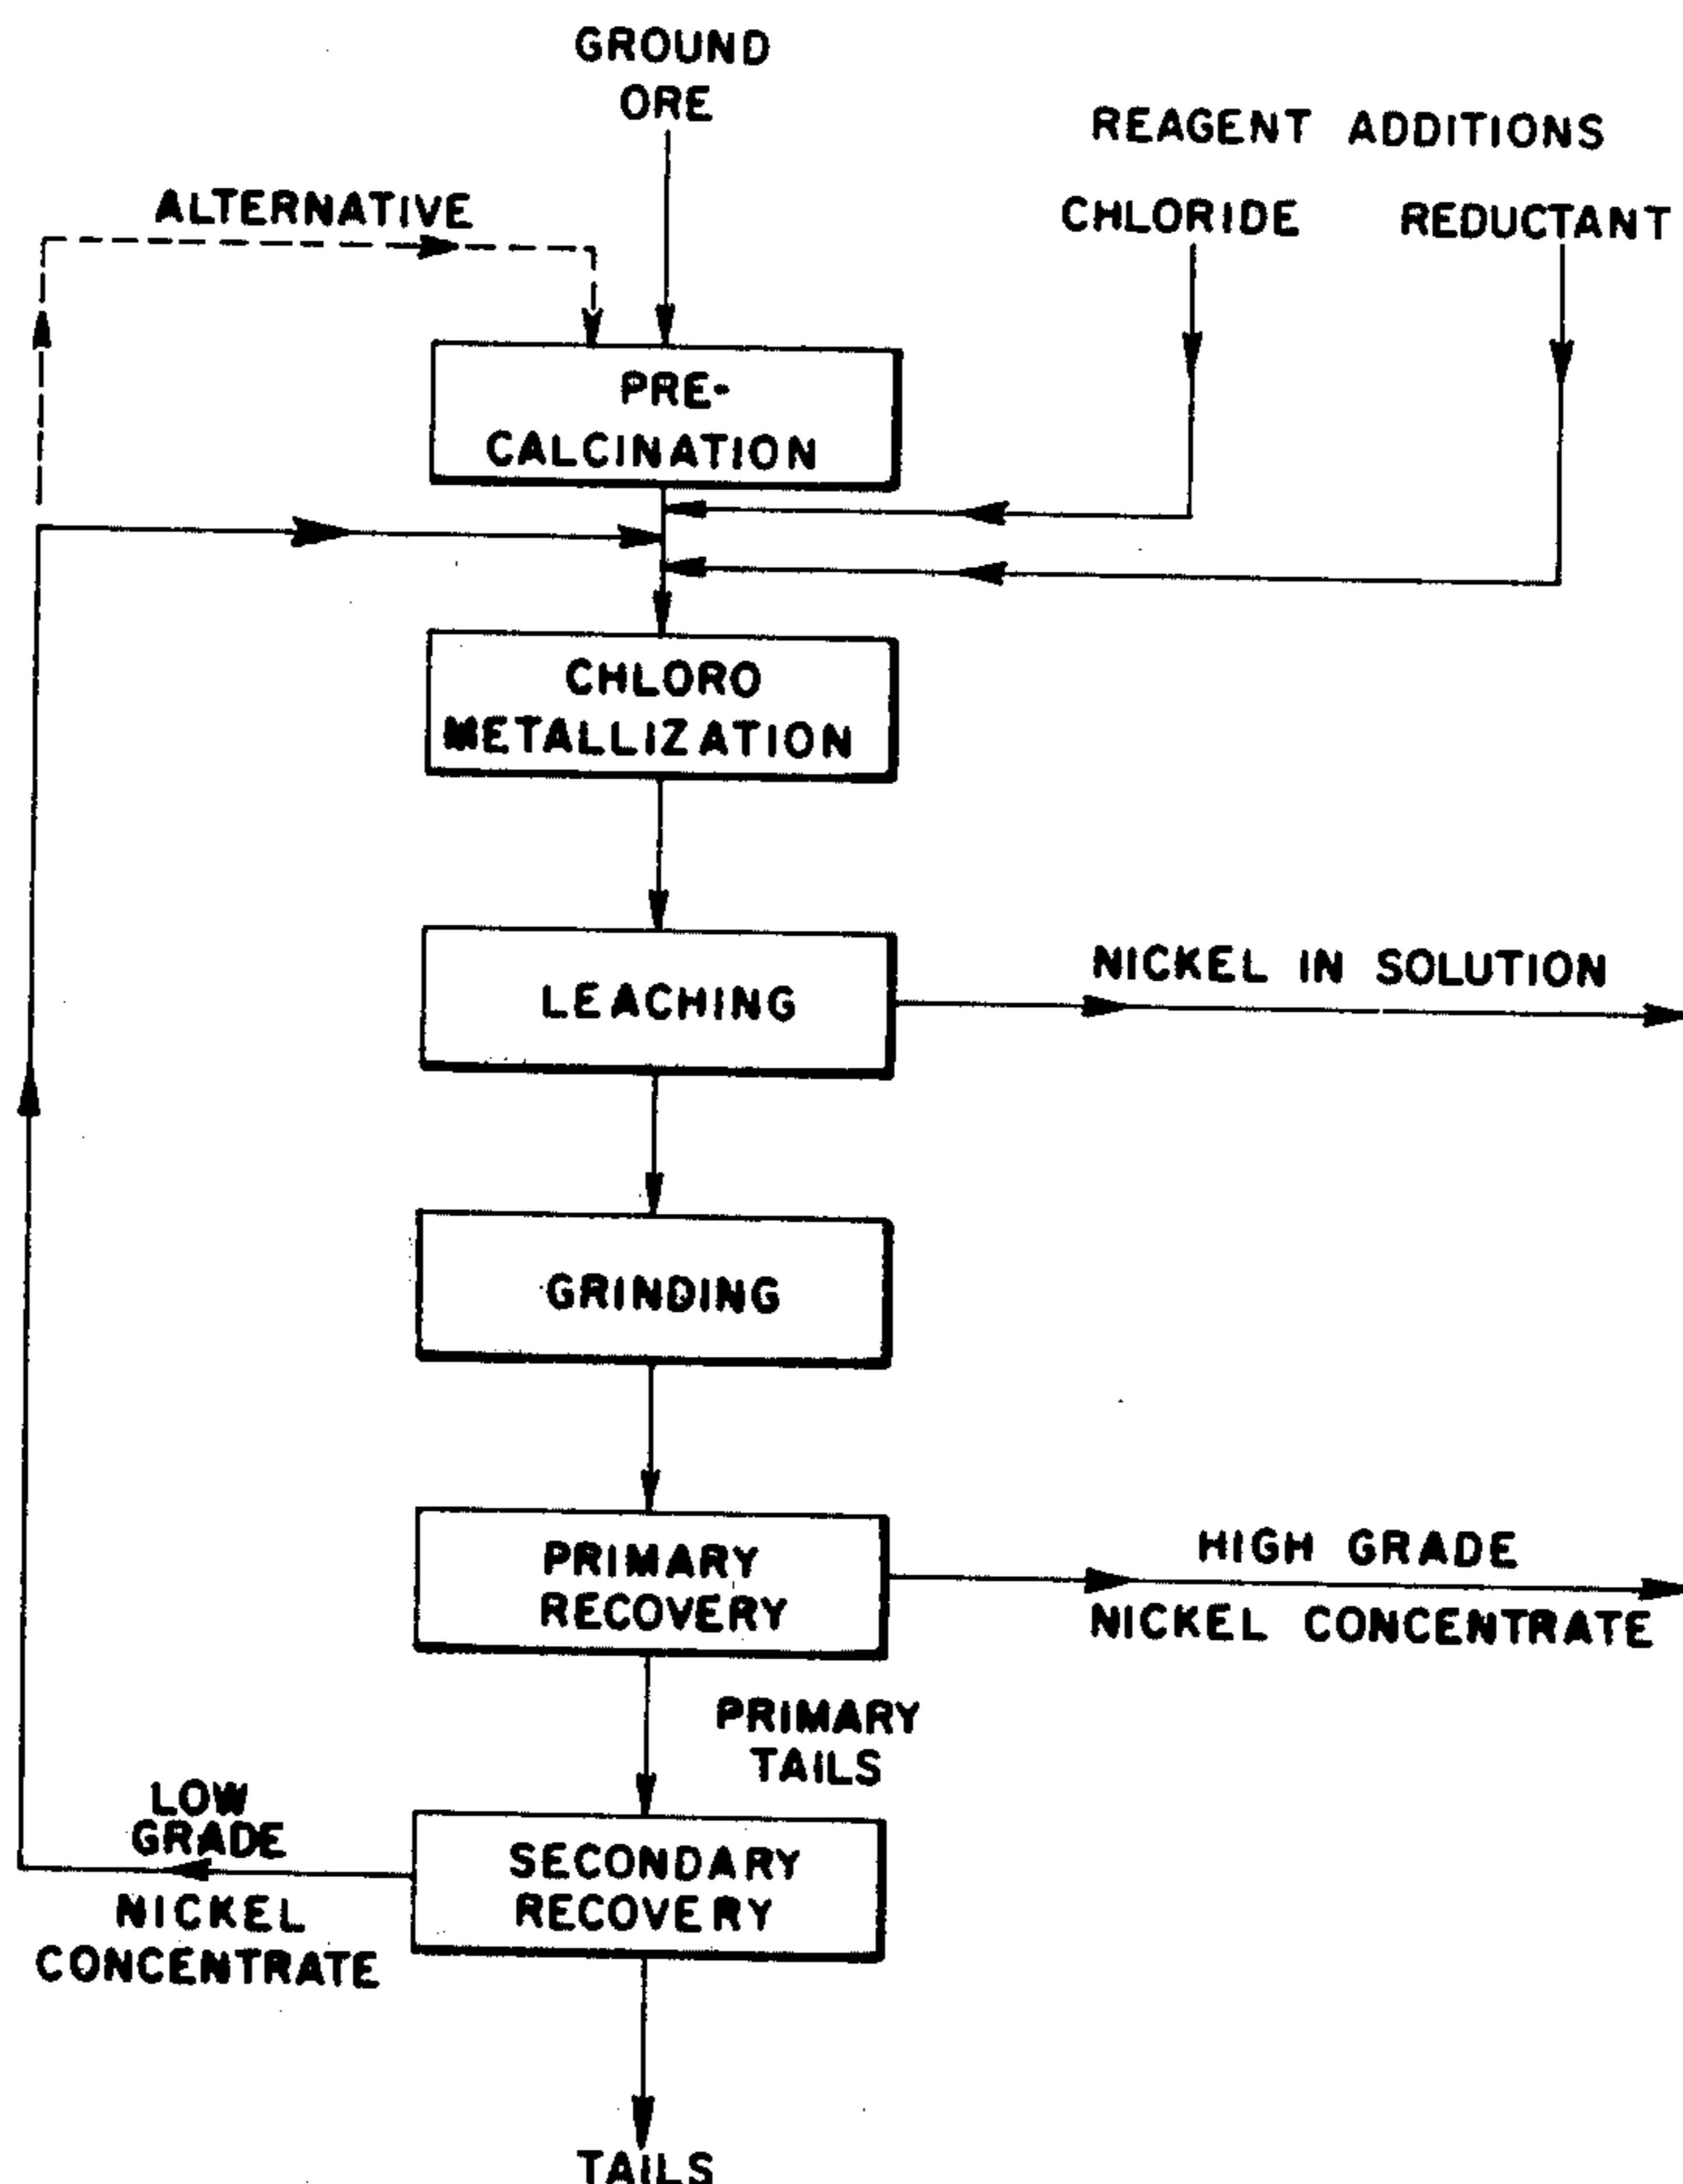 GROUND
ORE
REAGENT ADDITIONS
ALTERNATIVE
CHLORIDE REDUCTANT
PRE-
CALCINATION
CHLORO
METALLIZATION
LEACHING
NICKEL IN SOLUTION
GRINDING
PRIMARY
RECOVERY
HIGH GRADE
NICKEL CONCENTRATE
PRIMARY
TAILS
LOW
GRADE
NICKEL
CONCENTRATE
SECONDARY
RECOVERY
TAILS